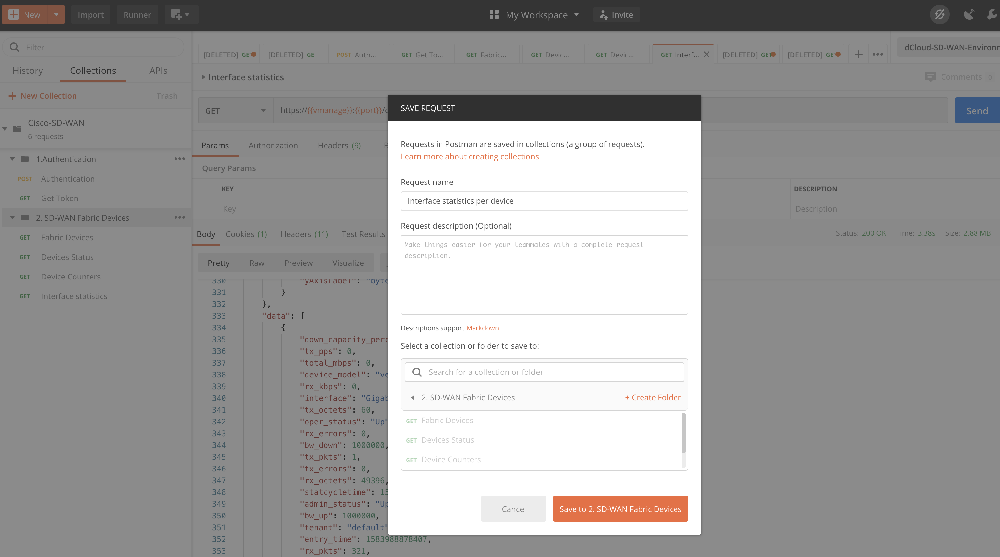 New
Import
Runner
My Workspace
Invite
Filter
History
Collections
APIs
New Collection
Trash
Cisco-SD-WAN
6 requests
1.Authentication
POST Authentication
GET Get Token
2. SD-WAN Fabric Devices
GET Fabric Devices
GET Devices Status
GET Device Counters
GET Interface statistics
[DELETED] GET
[DELETED] GE
POST Auth...
GET Get To...
GET Fabric...
GET Devic...
GET Devic...
GET Interf...
[DELETED] GET
[DELETED] GET
dCloud-SD-WAN-Environ
Interface statistics
Comments 0
GET
https://{{vmanage}}:{{port}}/
Send
Params
Authorization
Headers (9)
Query Params
KEY
DESCRIPTION
Key
Description
Body
Cookies (1)
Headers (11)
Test Results
Status: 200 OK
Time: 3.38s
Size: 2.88 MB
Pretty
Raw
Preview
Visualize
330 "yAxisLabel": "byte
331 }
332 },
333 "data": [
334 {
335 "down_capacity_perc
336 "tx_pps": 0,
337 "total_mbps": 0,
338 "device_model": "ve
339 "rx_kbps": 0,
340 "interface": "Gigab
341 "tx_octets": 60,
342 "oper_status": "Up"
343 "rx_errors": 0,
344 "bw_down": 1000000,
345 "tx_pkts": 1,
346 "tx_errors": 0,
347 "rx_octets": 49396,
348 "statcycletime": 15
349 "admin_status": "Up
350 "bw_up": 1000000,
351 "tenant": "default"
352 "entry_time": 1583988878407,
353 "rx_pkts": 321,
SAVE REQUEST
Requests in Postman are saved in collections (a group of requests).
Learn more about creating collections
Request name
Interface statistics per device
Request description (Optional)
Make things easier for your teammates with a complete request
description.
Descriptions support Markdown
Select a collection or folder to save to:
Search for a collection or folder
2. SD-WAN Fabric Devices
+ Create Folder
GET Fabric Devices
GET Devices Status
GET Device Counters
Cancel
Save to 2. SD-WAN Fabric Devices